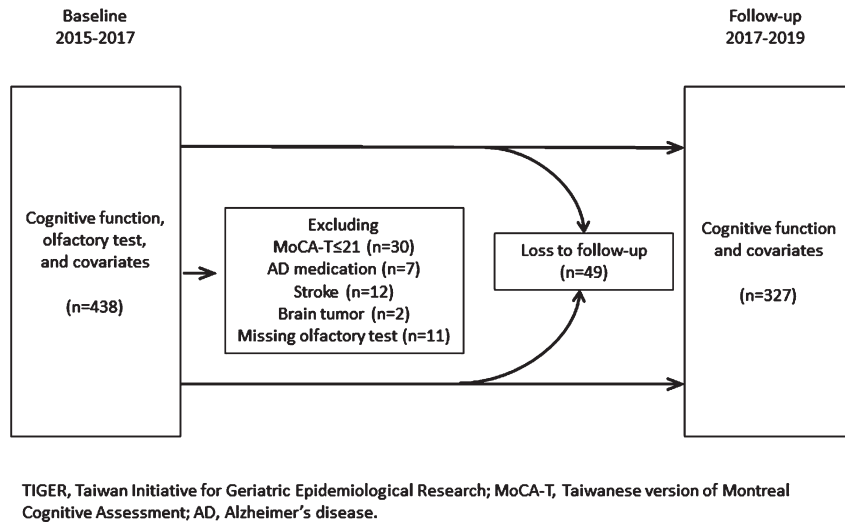 Baseline
2015-2017
Follow-up
2017-2019
Cognitive function,
olfactory test,
and covariates
(n=438)
Excluding
MoCA-T≤21 (n=30)
AD medication (n=7)
Stroke (n=12)
Brain tumor (n=2)
Missing olfactory test (n=11)
Loss to follow-up
(n=49)
Cognitive function
and covariates
(n=327)
TIGER, Taiwan Initiative for Geriatric Epidemiological Research; MoCA-T, Taiwanese version of Montreal
Cognitive Assessment; AD, Alzheimer's disease.